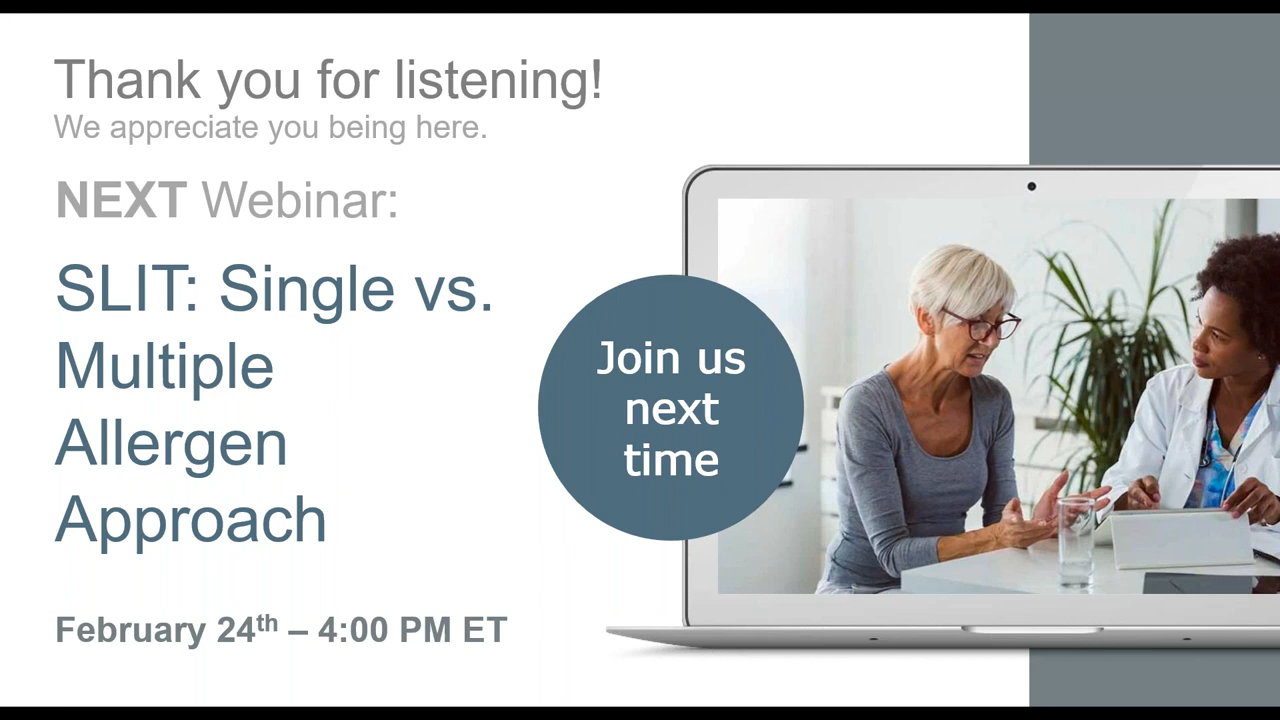 Thank you for listening!
We appreciate you being here.
NEXT Webinar:
SLIT: Single vs.
Multiple
Allergen
Approach
February 24th – 4:00 PM ET
Join us
next
time